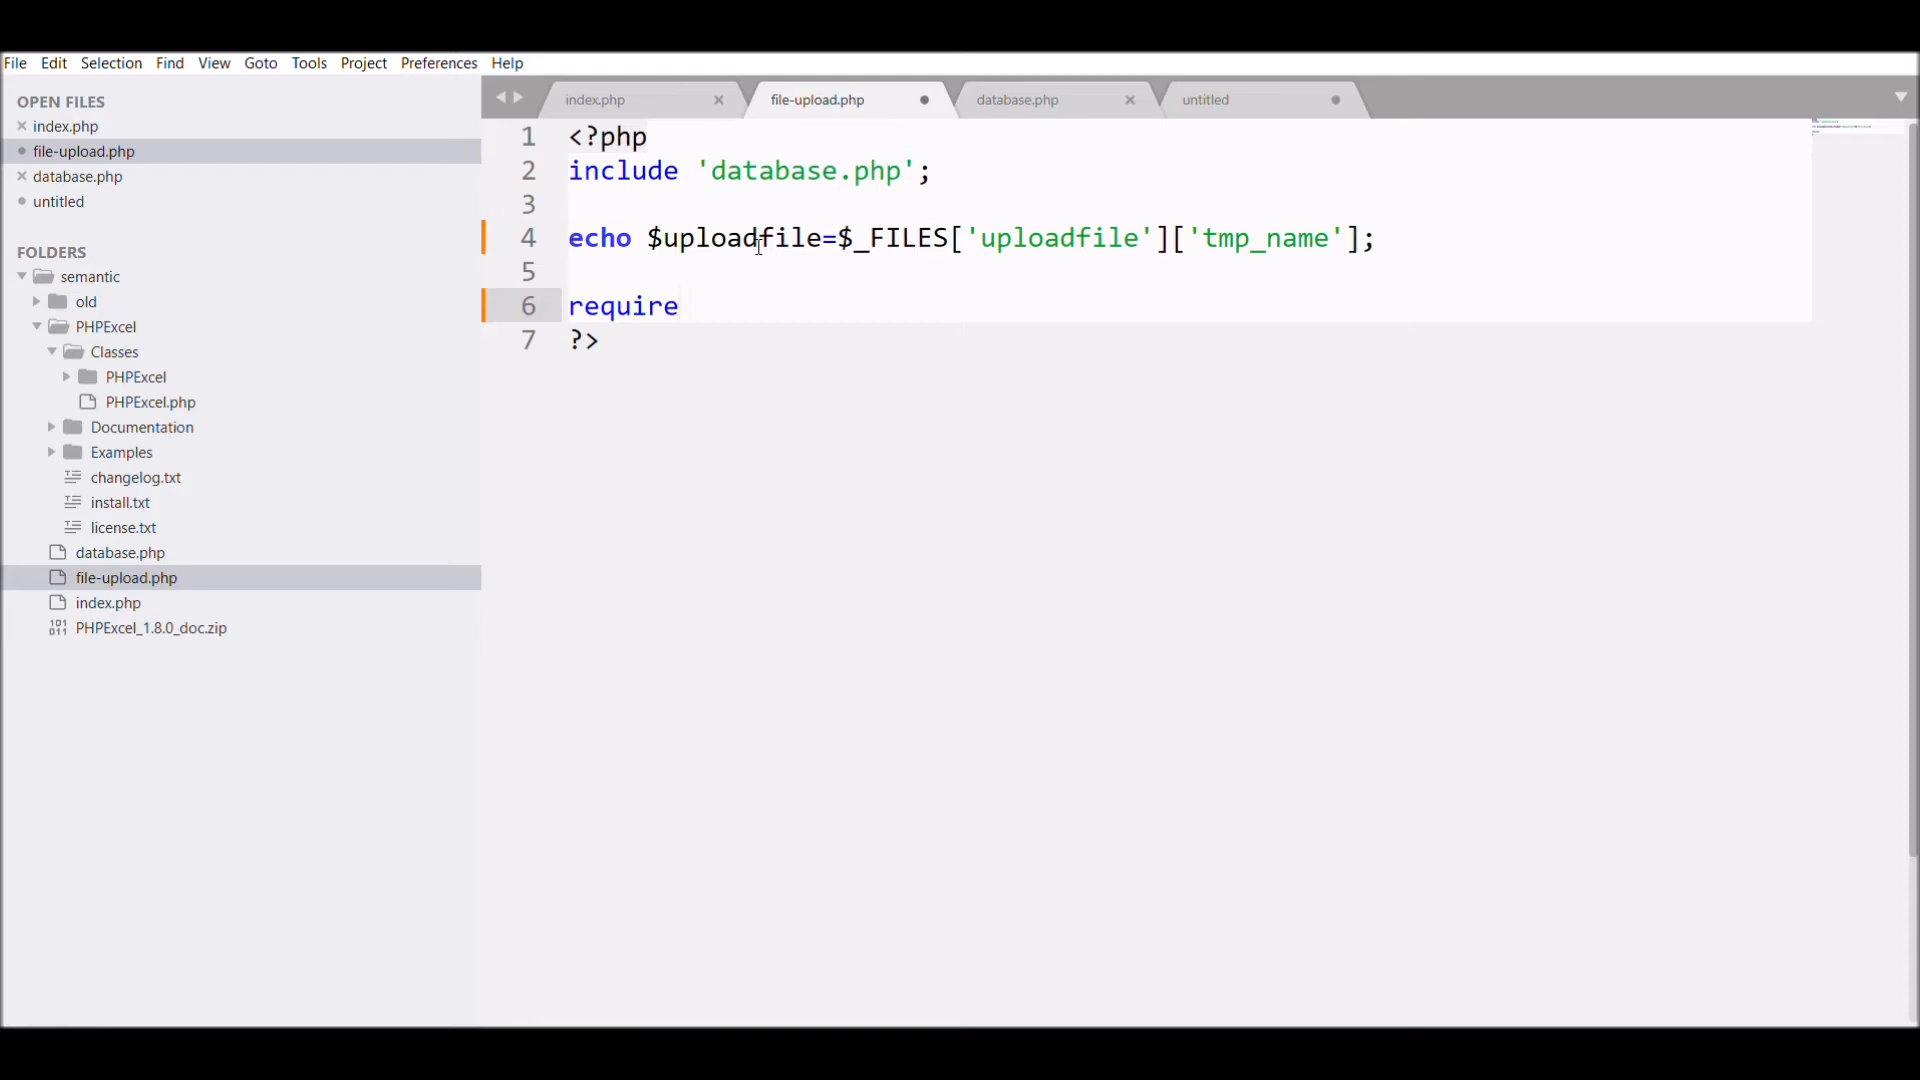 File Edit Selection Find View Goto Tools Project Preferences Help
OPEN FILES
index.php
file-upload.php
database.php
untitled
FOLDERS
semantic
old
PHPExcel
Classes
PHPExcel
PHPExcel.php
Documentation
Examples
changelog.txt
install.txt
license.txt
database.php
file-upload.php
index.php
PHPExcel_1.8.0_doc.zip
index.php file-upload.php database.php untitled
1 <?php
2 include 'database.php';
3
4 echo $uploadfile=$_FILES['uploadfile']['tmp_name'];
5
6 require
7 ?>